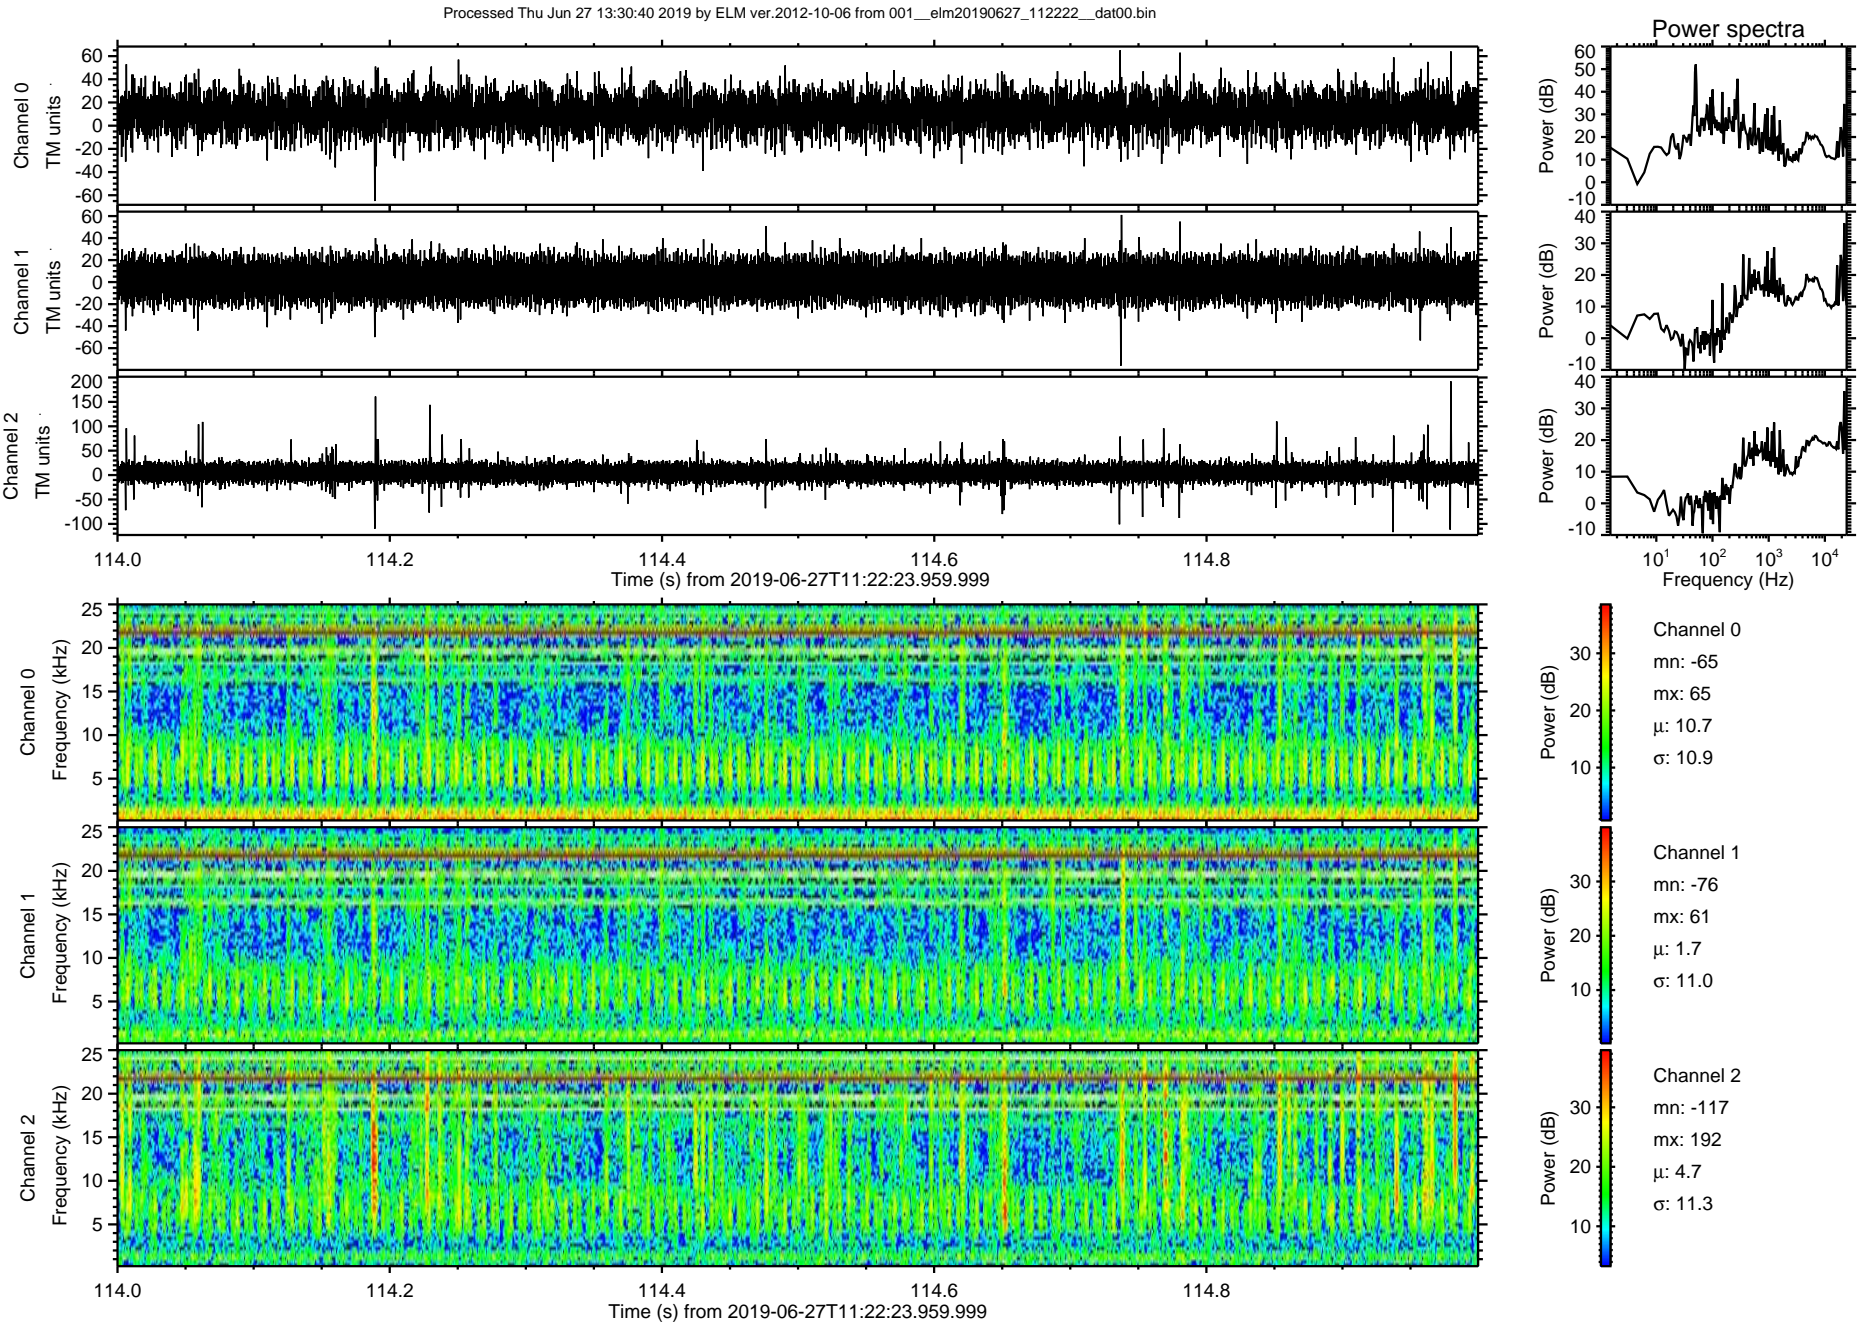 Processed Thu Jun 27 13:30:40 2019 by ELM ver.2012-10-06 from 001__elm20190627_112222__dat00.bin
Power spectra
Channel 0
TM units
60
40
20
0
-20
-40
-60
Power (dB)
60
50
40
30
20
10
0
-10
Channel 1
TM units
60
40
20
0
-20
-40
-60
Power (dB)
40
30
20
10
0
-10
Channel 2
TM units
200
150
100
50
0
-50
-100
Power (dB)
40
30
20
10
0
-10
114.0 114.2 114.4 114.6 114.8
Time (s) from 2019-06-27T11:22:23.959.999
10¹ 10² 10³ 10⁴
Frequency (Hz)
Channel 0
Frequency (kHz)
25
20
15
10
5
Power (dB)
30
20
10
Channel 0
mn: -65
mx: 65
μ: 10.7
σ: 10.9
Channel 1
Frequency (kHz)
25
20
15
10
5
Power (dB)
30
20
10
Channel 1
mn: -76
mx: 61
μ: 1.7
σ: 11.0
Channel 2
Frequency (kHz)
25
20
15
10
5
Power (dB)
30
20
10
Channel 2
mn: -117
mx: 192
μ: 4.7
σ: 11.3
114.0 114.2 114.4 114.6 114.8
Time (s) from 2019-06-27T11:22:23.959.999